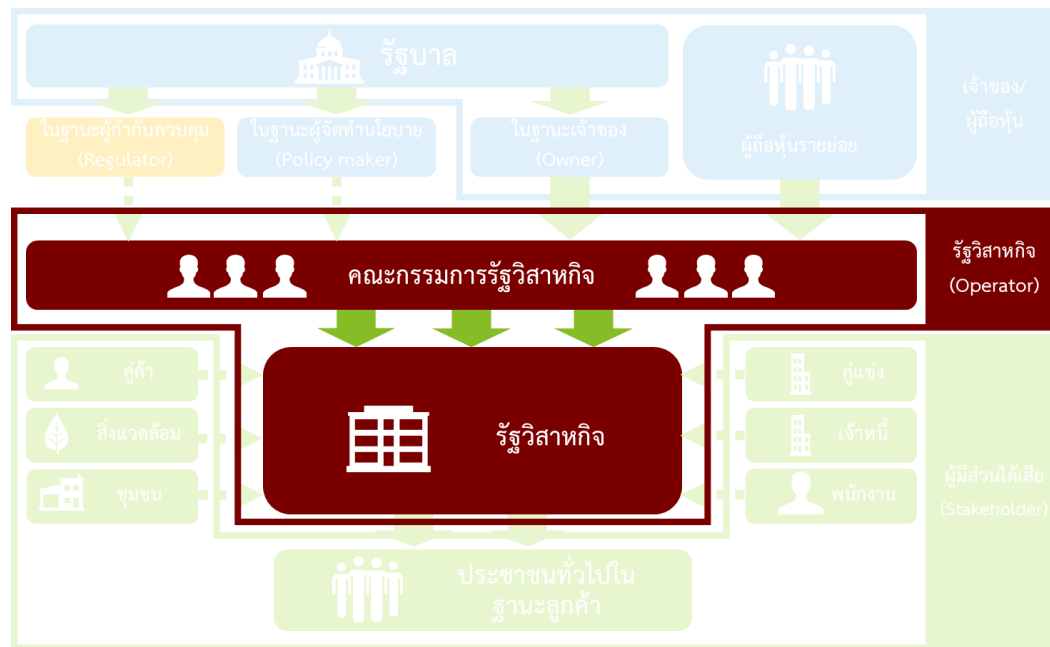 รัฐบาล
เจ้าของ/
ผู้ถือหุ้น
ในฐานะผู้กำกับควบคุม
(Regulator)
ในฐานะผู้จัดทำนโยบาย
(Policy maker)
ในฐานะเจ้าของ
(Owner)
ผู้ถือหุ้นรายย่อย
คณะกรรมการรัฐวิสาหกิจ
รัฐวิสาหกิจ
(Operator)
คู่ค้า
สิ่งแวดล้อม
ชุมชน
รัฐวิสาหกิจ
คู่แข่ง
เจ้าหนี้
พนักงาน
ผู้มีส่วนได้เสีย
(Stakeholder)
ประชาชนทั่วไปใน
ฐานะลูกค้า